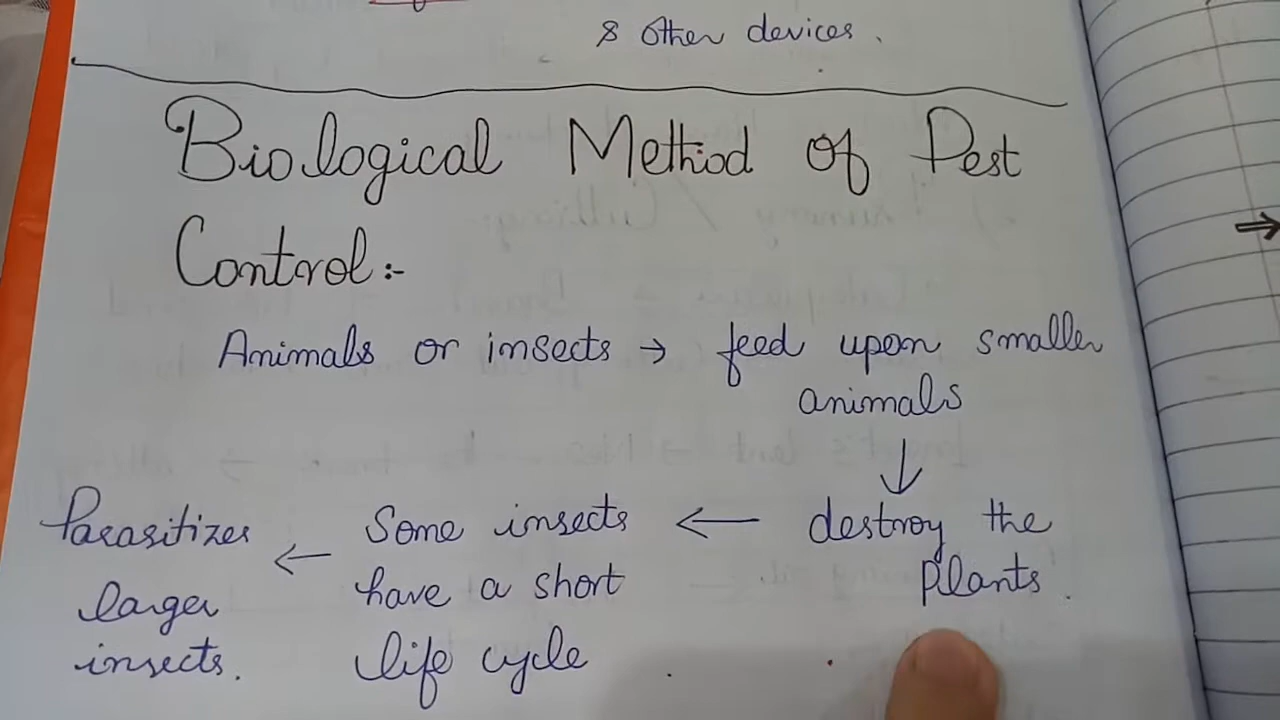 & other devices.
Biological Method of Pest
Control:-
Animals or insects → feed upon smaller
animals
↓
destroy the
plants.
←
Some insects
have a short
life cycle
←
Parasitizes
larger
insects.
→